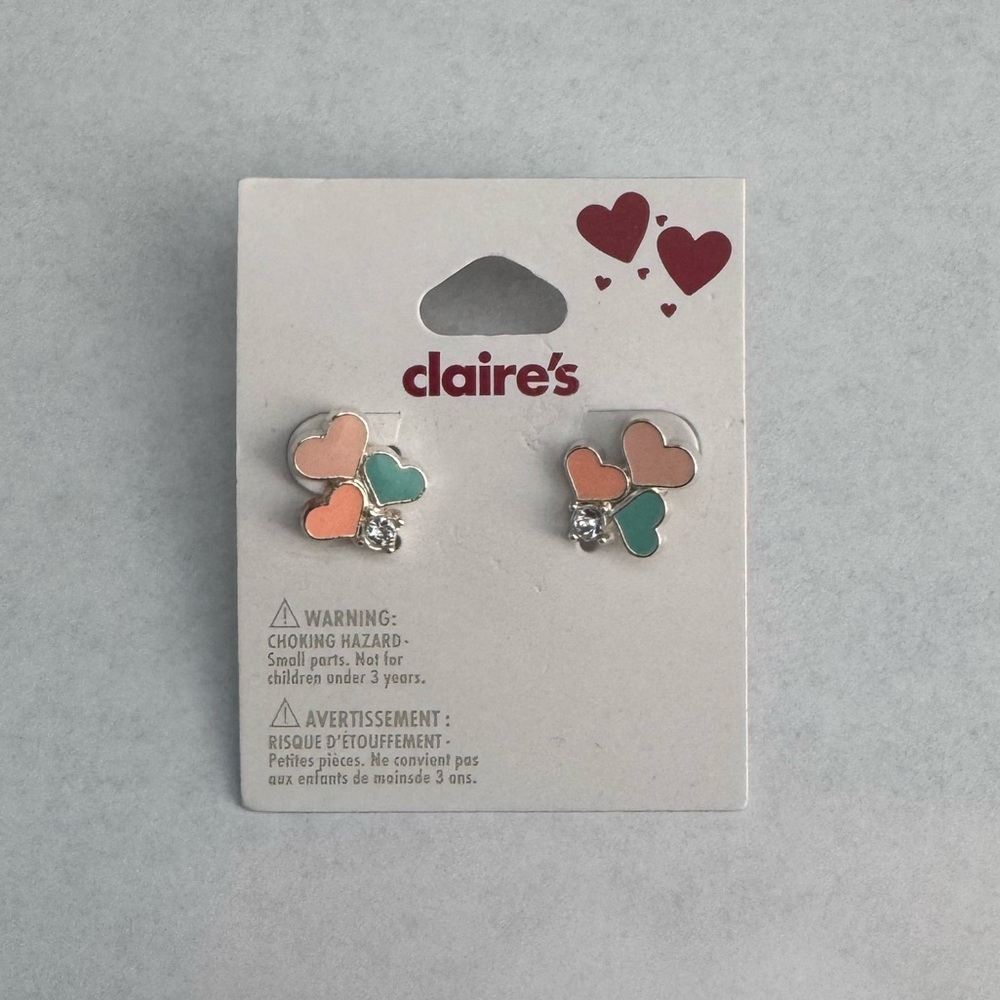 claire's
WARNING:
CHOKING HAZARD-
Small parts. Not for
children under 3 years.
AVERTISSEMENT :
RISQUE D'ÉTOUFFEMENT -
Petites pièces. Ne convient pas
aux enfants de moinsde 3 ans.